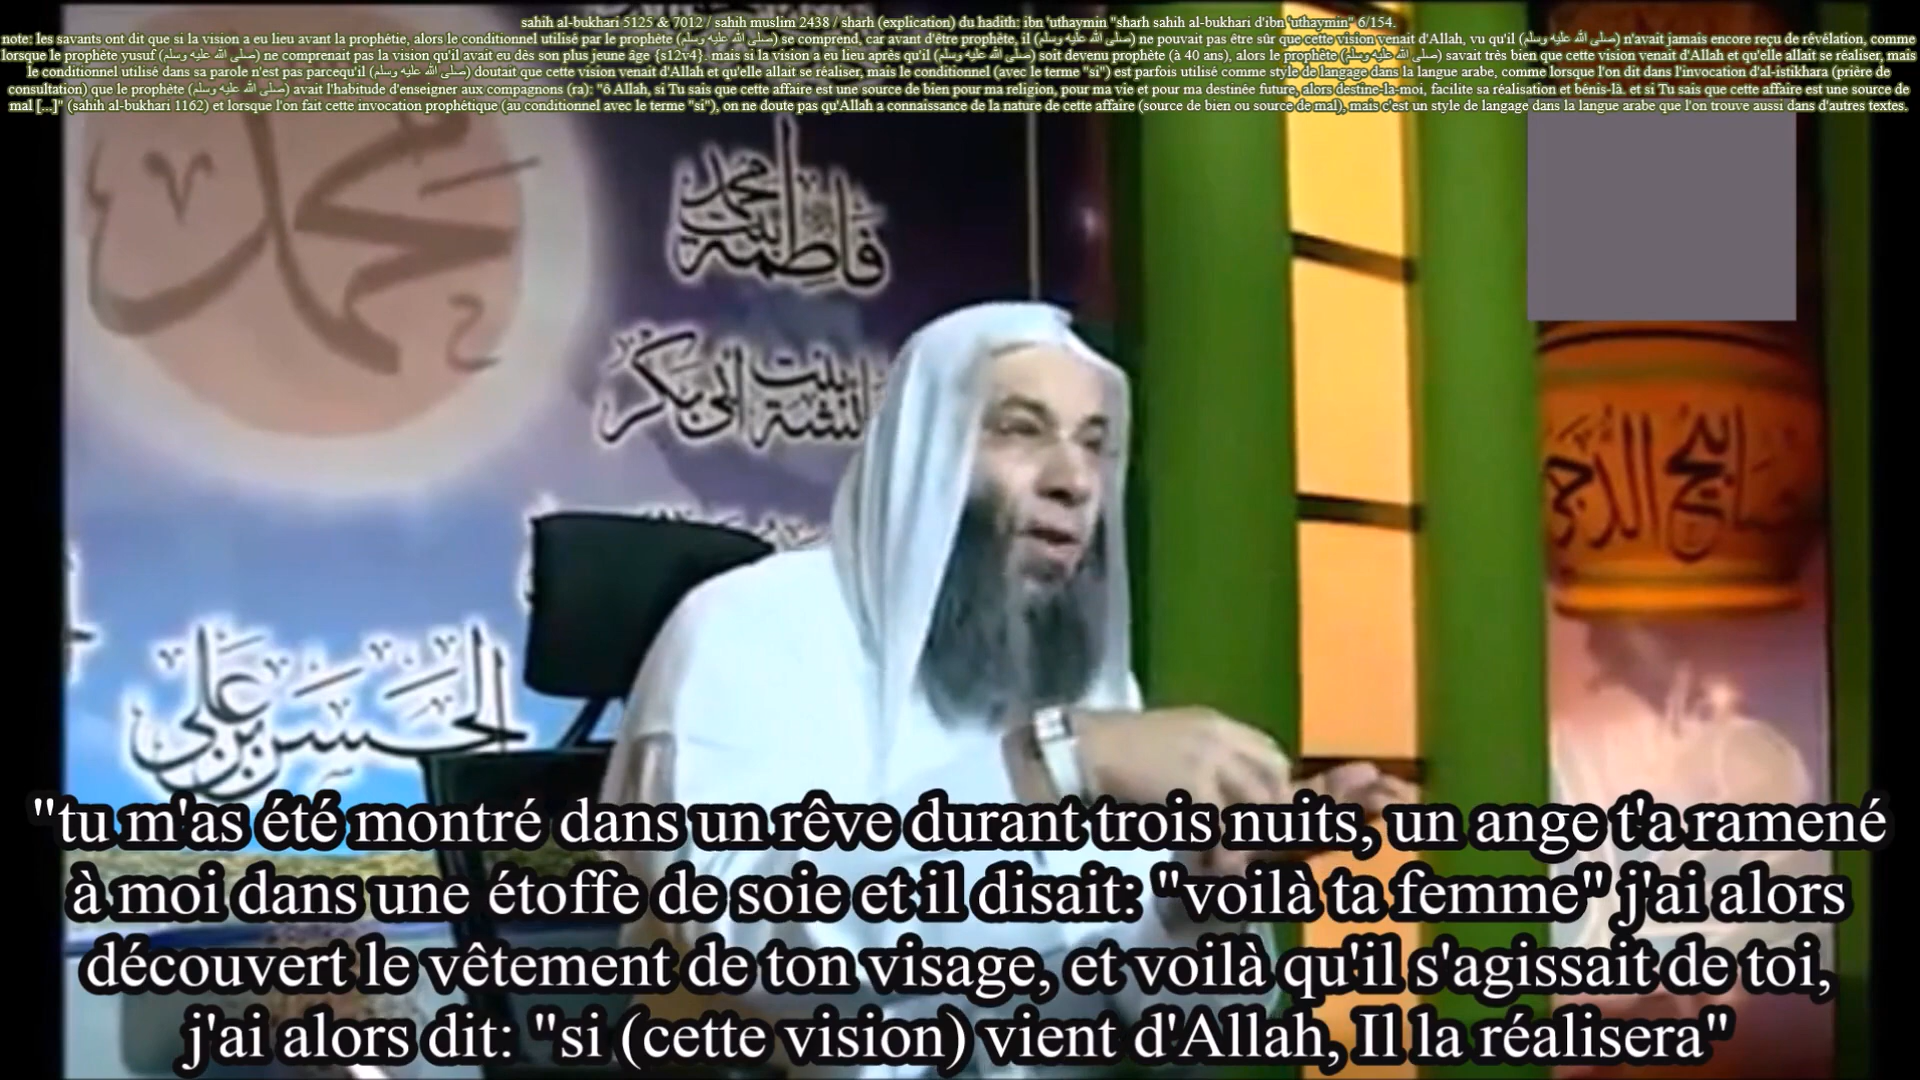 sahih al-bukhari 5125 & 7012 / sahih muslim 2438 / sharh (explication) du hadith: ibn 'uthaymin "sharh sahih al-bukhari d'ibn 'uthaymin" 6/154.
note: les savants ont dit que si la vision a eu lieu avant la prophétie, alors le conditionnel utilisé par le prophète (صلى الله عليه وسلم) se comprend, car avant d'être prophète, il (صلى الله عليه وسلم) ne pouvait pas être sûr que cette vision venait d'Allah, vu qu'il (صلى الله عليه وسلم) n'avait jamais encore reçu de révélation, comme
lorsque le prophète yusuf (صلى الله عليه وسلم) ne comprenait pas la vision qu'il avait eu dès son plus jeune âge {s12v4}. mais si la vision a eu lieu après qu'il (صلى الله عليه وسلم) soit devenu prophète (à 40 ans), alors le prophète (صلى الله عليه وسلم) savait très bien que cette vision venait d'Allah et qu'elle allait se réaliser, mais
le conditionnel utilisé dans sa parole n'est pas parcequ'il (صلى الله عليه وسلم) doutait que cette vision venait d'Allah et qu'elle allait se réaliser, mais le conditionnel (avec le terme "si") est parfois utilisé comme style de langage dans la langue arabe, comme lorsque l'on dit dans l'invocation d'al-istikhara (prière de
consultation) que le prophète (صلى الله عليه وسلم) avait l'habitude d'enseigner aux compagnons (ra): "ô Allah, si Tu sais que cette affaire est une source de bien pour ma religion, pour ma vie et pour ma destinée future, alors destine-la-moi, facilite sa réalisation et bénis-là. et si Tu sais que cette affaire est une source de
mal [...]" (sahih al-bukhari 1162) et lorsque l'on fait cette invocation prophétique (au conditionnel avec le terme "si"), on ne doute pas qu'Allah a connaissance de la nature de cette affaire (source de bien ou source de mal), mais c'est un style de langage dans la langue arabe que l'on trouve aussi dans d'autres textes.
محمد
فاطمة بنت محمد
عائشة بنت أبي بكر
مصابيح الدجى
الحسن بن علي
"tu m'as été montré dans un rêve durant trois nuits, un ange t'a ramené
à moi dans une étoffe de soie et il disait: "voilà ta femme" j'ai alors
découvert le vêtement de ton visage, et voilà qu'il s'agissait de toi,
j'ai alors dit: "si (cette vision) vient d'Allah, Il la réalisera"